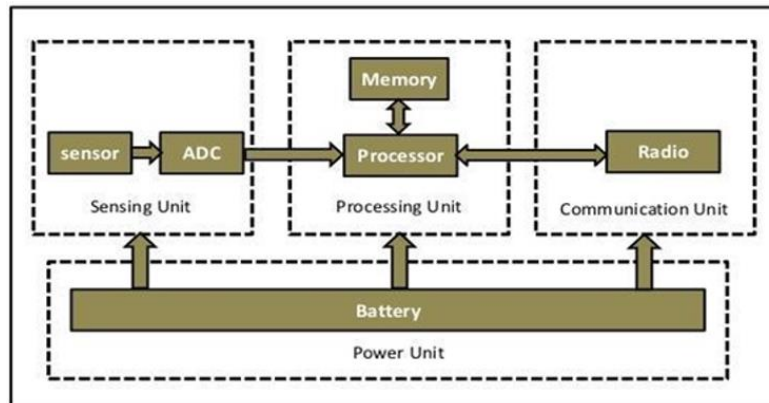 Memory
sensor
ADC
Processor
Radio
Sensing Unit
Processing Unit
Communication Unit
Battery
Power Unit